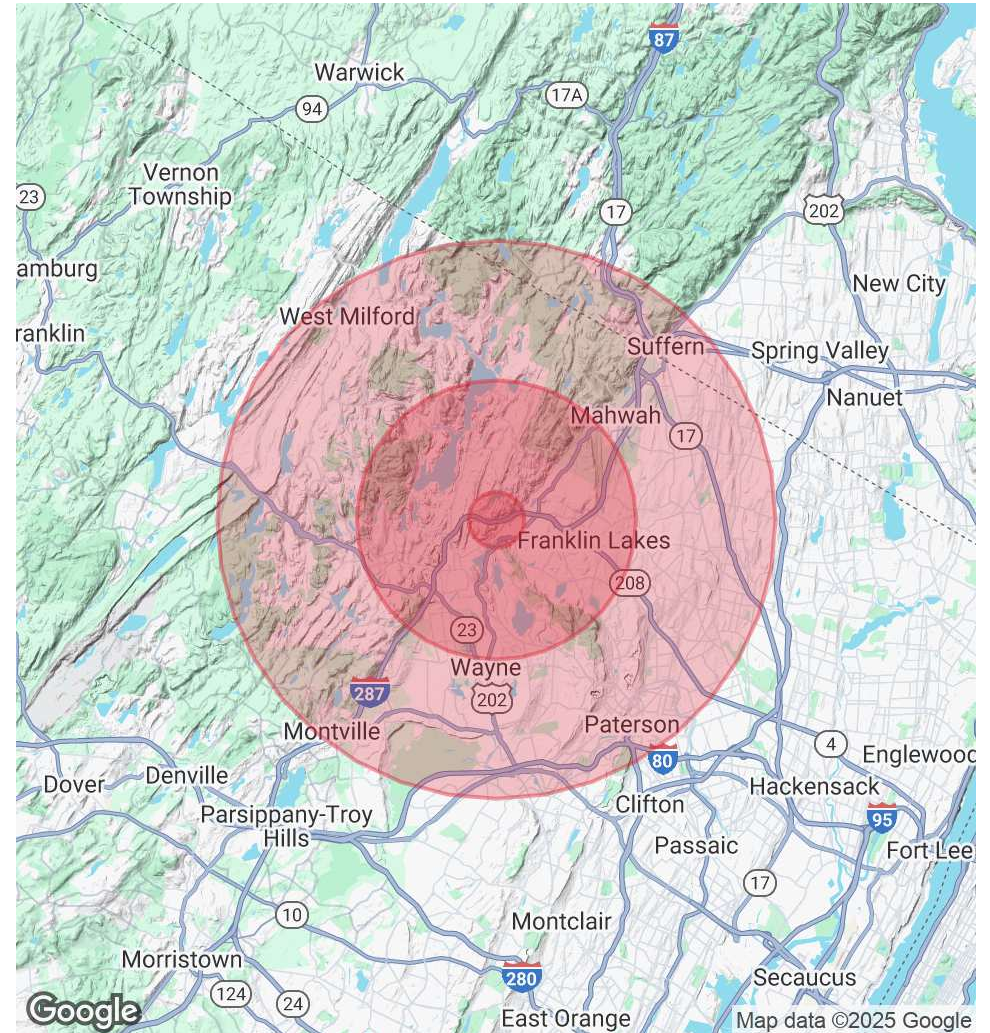 87
Warwick
17A
94
Vernon
Township
23
17
202
amburg
New City
West Milford
ranklin
Suffern
Spring Valley
Nanuet
Mahwah
17
Franklin Lakes
208
23
Wayne
287
202
Montville
Paterson
4
80
Englewood
Dover
Denville
Hackensack
Clifton
95
Parsippany-Troy
Hills
Passaic
Fort Lee
17
10
Montclair
Morristown
280
Secaucus
124
24
Google
East Orange
Map data ©2025 Google